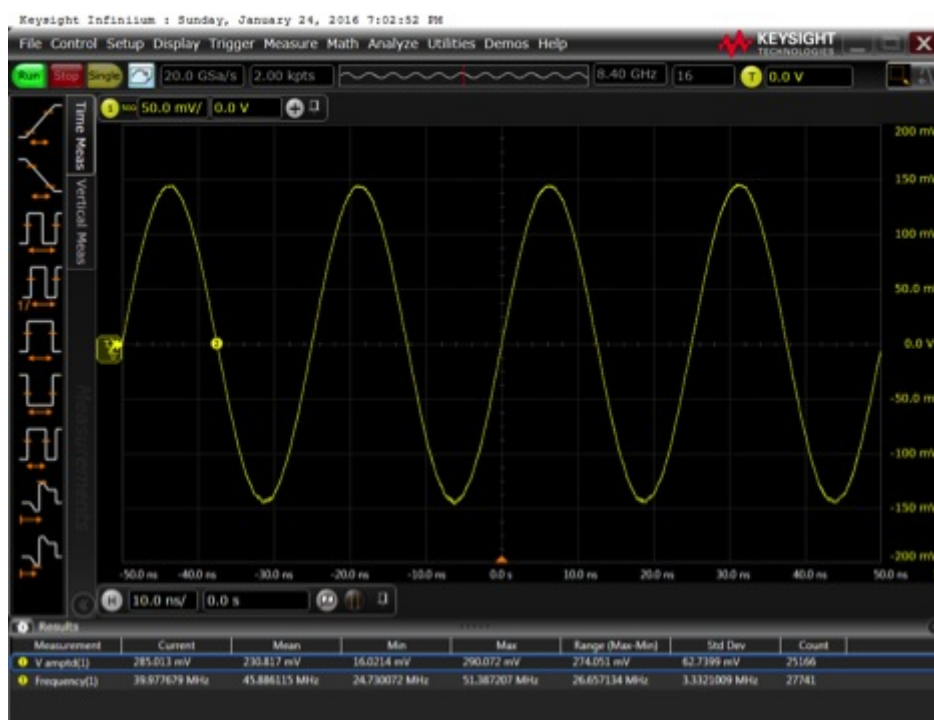 Keysight Infiniium : Sunday, January 24, 2016 7:02:52 PM
File Control Setup Display Trigger Measure Math Analyze Utilities Demos Help
KEYSIGHT
TECHNOLOGIES
Run Stop Single 20.0 GSa/s 2.00 kpts 8.40 GHz 16 T 0.0 V
50.0 mV/ 0.0 V
Time Meas
Vertical Meas
Measurements
200 mV
150 mV
100 mV
50.0 m
0.0 V
-50.0 m
-100 mV
-150 mV
-200 mV
2
-50.0 ns -40.0 ns -30.0 ns -20.0 ns -10.0 ns 0.0 s 10.0 ns 20.0 ns 30.0 ns 40.0 ns 50.0 ns
H 10.0 ns/ 0.0 s
Results
Measurement Current Mean Min Max Range (Max-Min) Std Dev Count
V amptd(1) 285.013 mV 230.817 mV 16.0214 mV 290.072 mV 274.051 mV 62.7399 mV 25166
Frequency(1) 39.977679 MHz 45.886115 MHz 24.730072 MHz 51.387207 MHz 26.657134 MHz 3.3321009 MHz 27741